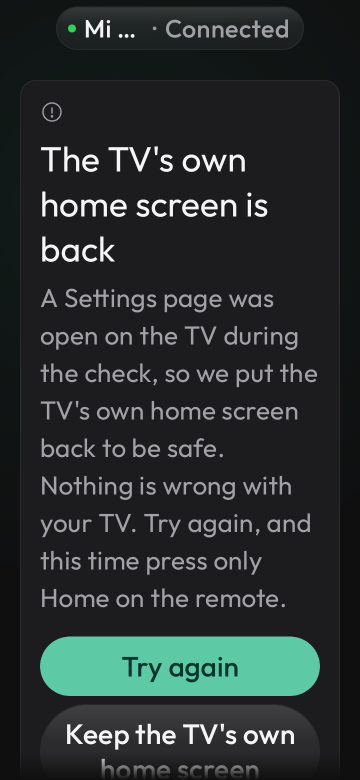 Mi ... · Connected
The TV's own
home screen is
back
A Settings page was
open on the TV during
the check, so we put the
TV's own home screen
back to be safe.
Nothing is wrong with
your TV. Try again, and
this time press only
Home on the remote.
Try again
Keep the TV's own
home screen